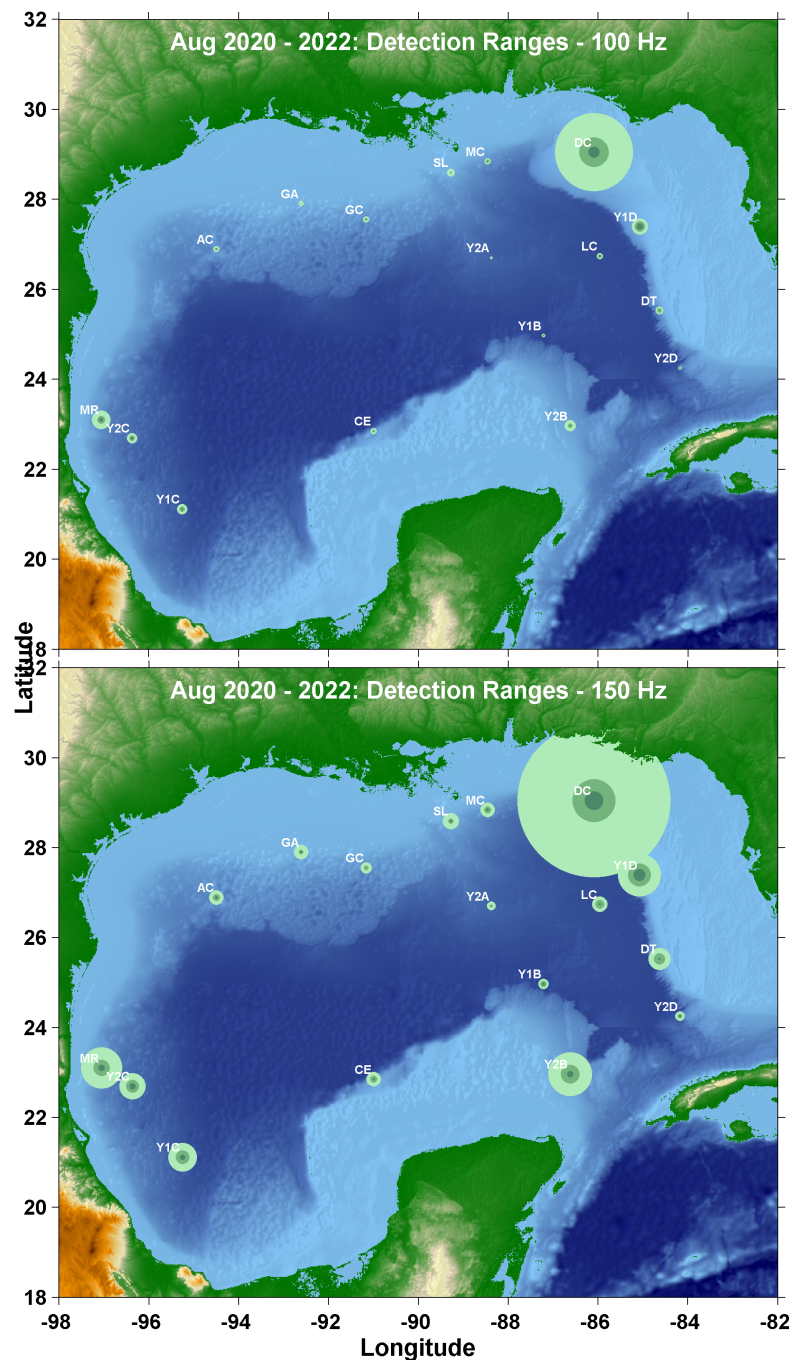 32
Aug 2020 - 2022: Detection Ranges - 100 Hz
30
DC
MC
SL
28
GA
GC
Y1D
AC
Y2A
LC
26
DT
Y1B
24
Y2D
MR
Y2C
CE
Y2B
22
Y1C
20
18
Latitude
32
Aug 2020 - 2022: Detection Ranges - 150 Hz
30
DC
MC
SL
28
GA
GC
Y1D
AC
Y2A
LC
26
DT
Y1B
Y2D
24
MR
Y2C
CE
Y2B
22
Y1C
20
18
-98 -96 -94 -92 -90 -88 -86 -84 -82
Longitude